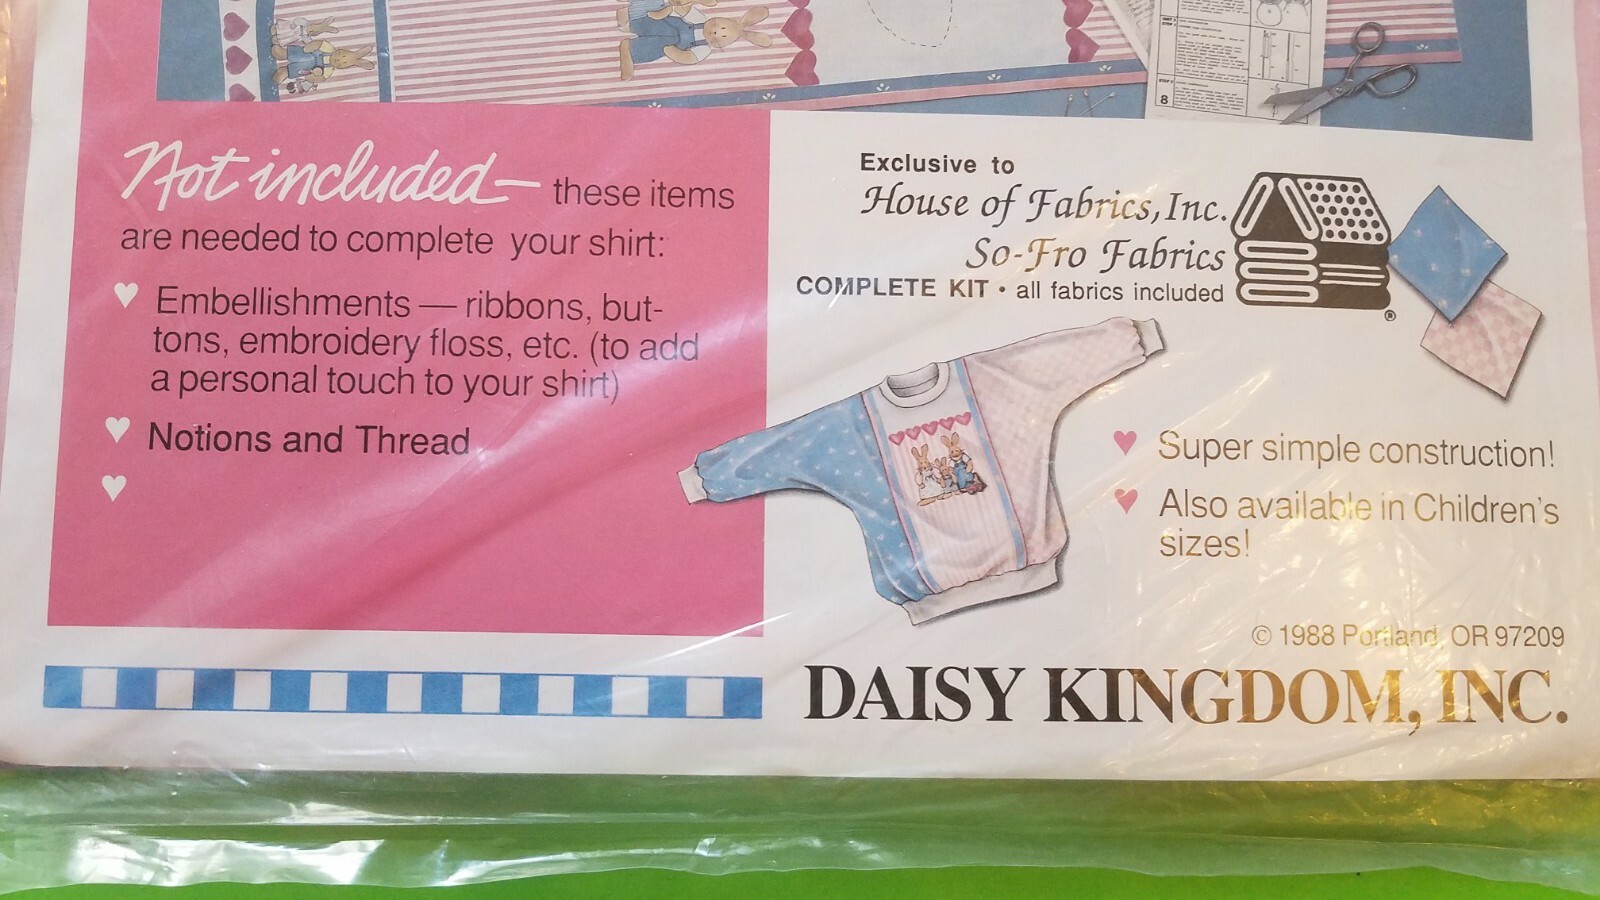 8
Not included— these items
are needed to complete your shirt:
♥ Embellishments — ribbons, but-
tons, embroidery floss, etc. (to add
a personal touch to your shirt)
♥ Notions and Thread
♥
Exclusive to
House of Fabrics, Inc.
So-Fro Fabrics
COMPLETE KIT • all fabrics included
®
♥ Super simple construction!
♥ Also available in Children's
sizes!
© 1988 Portland, OR 97209
DAISY KINGDOM, INC.